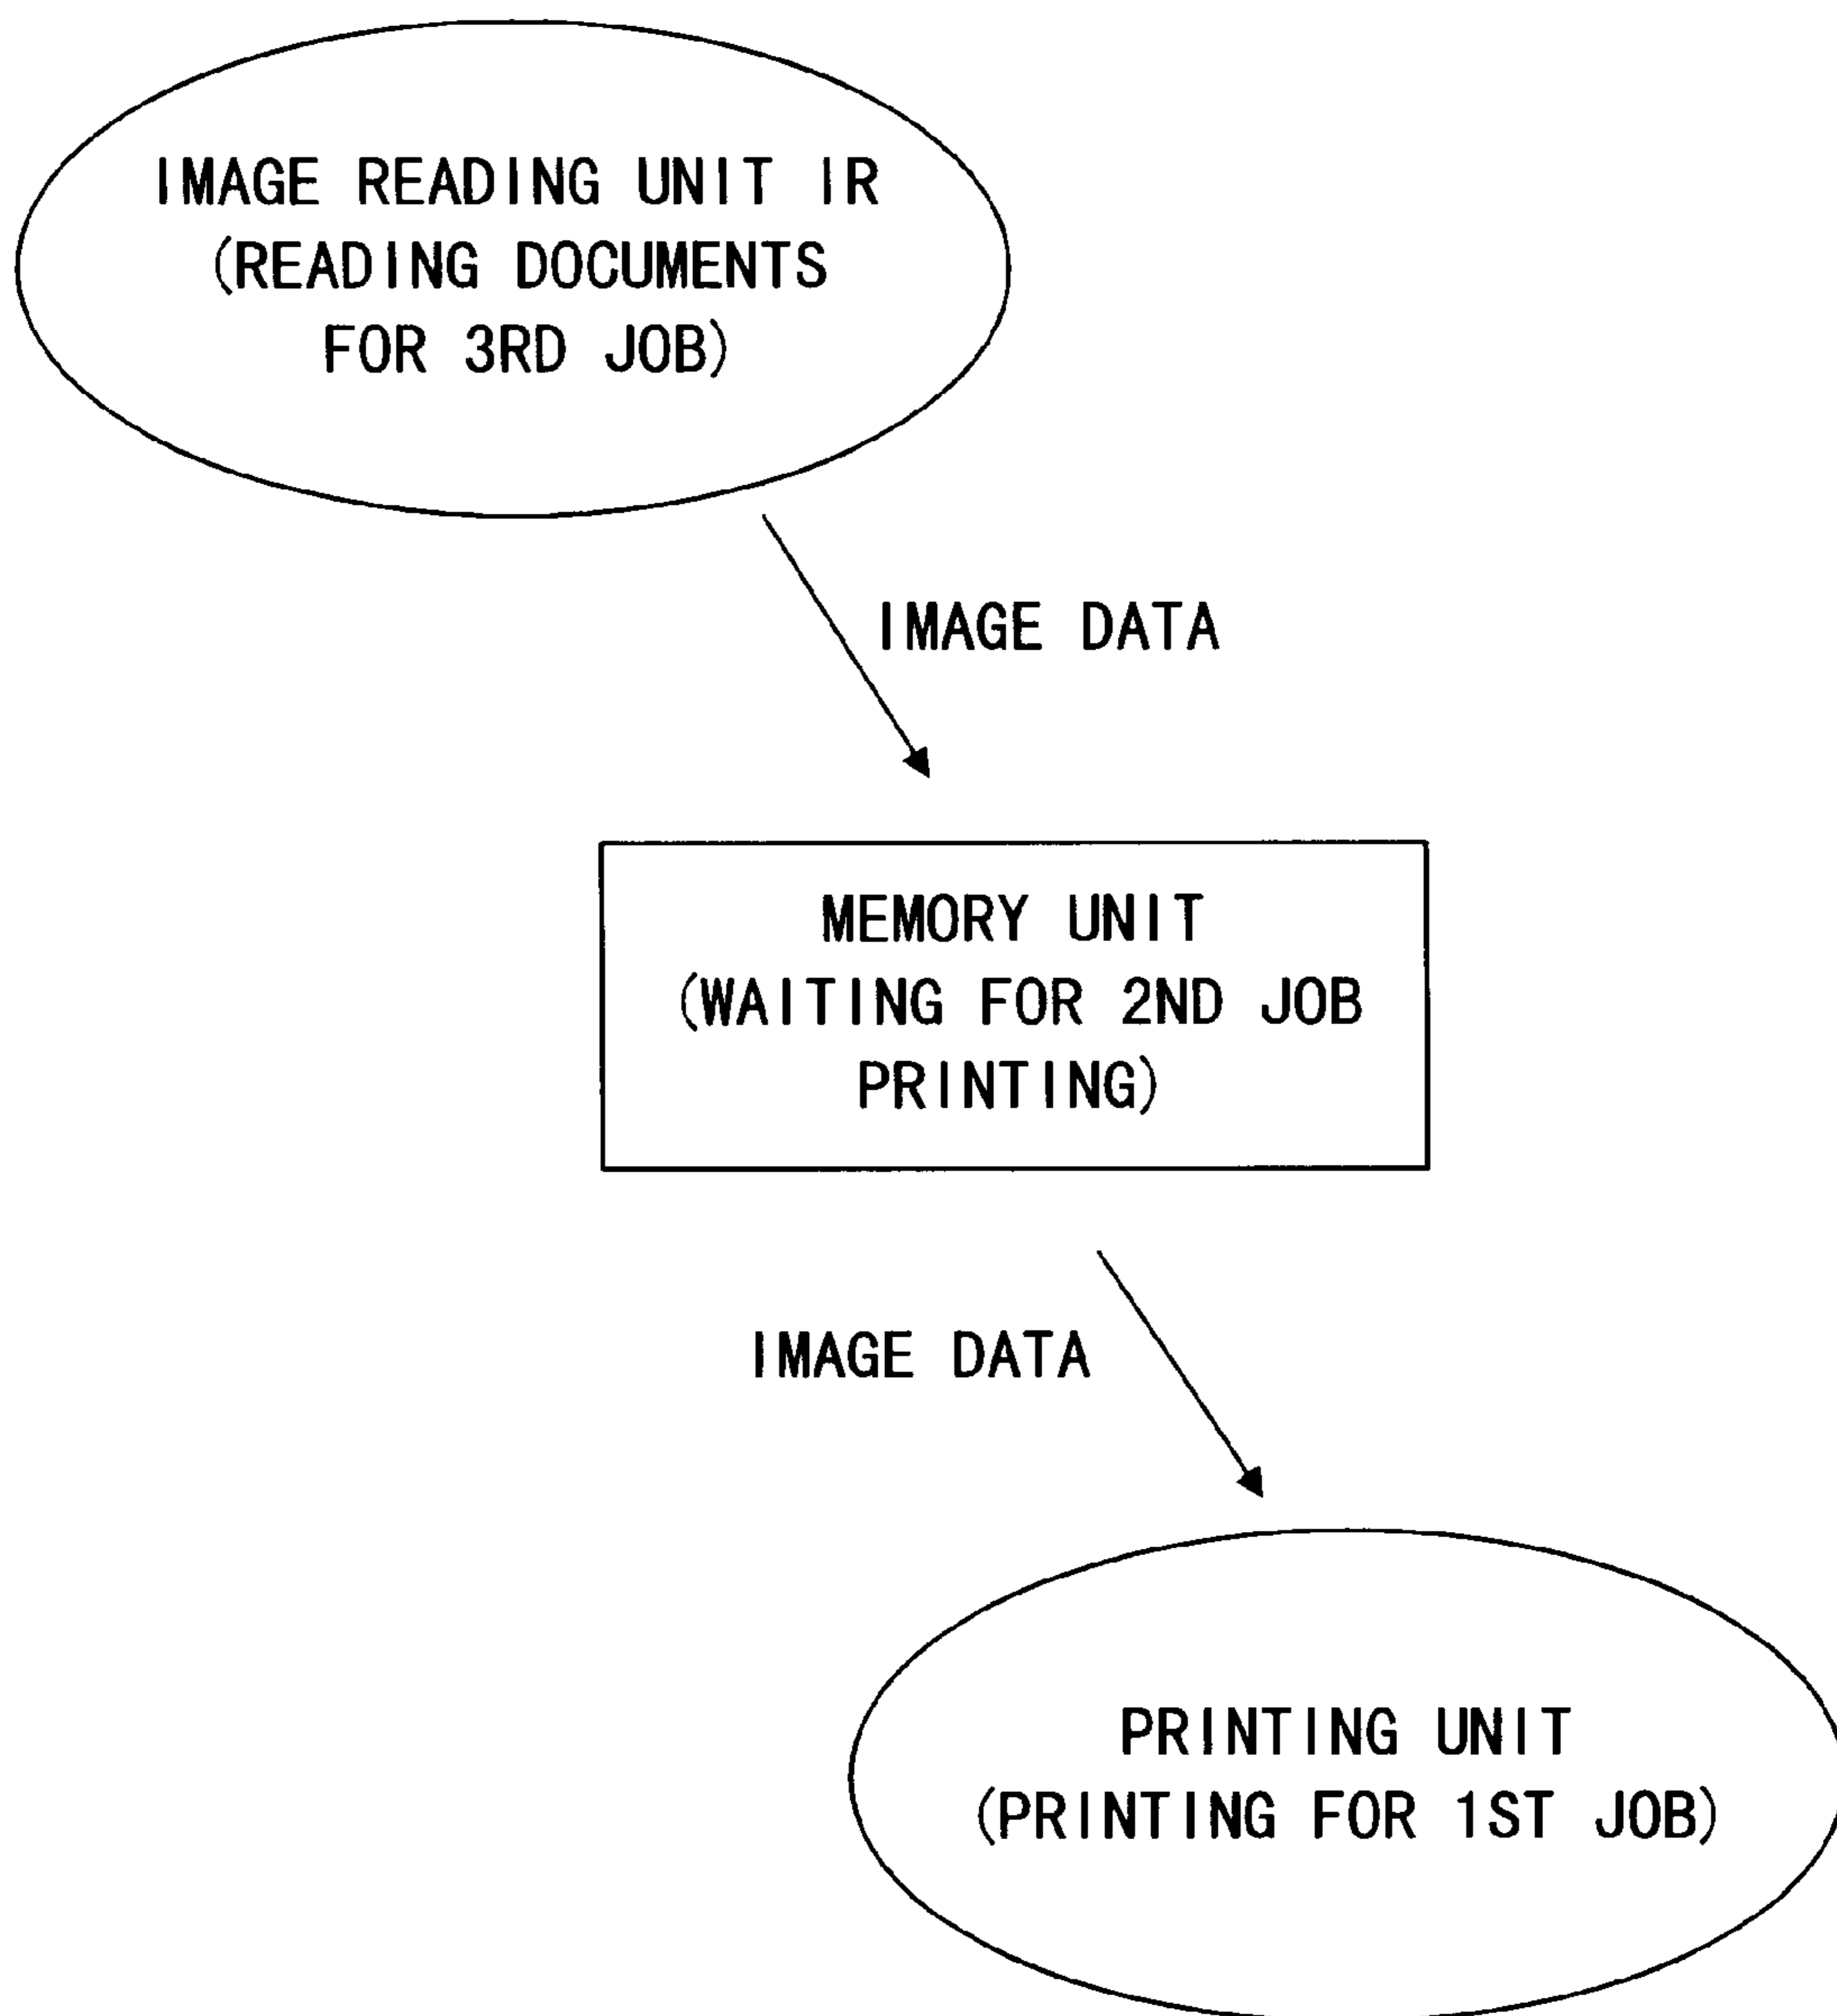 IMAGE READING UNIT IR
(READING DOCUMENTS
FOR 3RD JOB)
IMAGE DATA
MEMORY UNIT
(WAITING FOR 2ND JOB
PRINTING)
IMAGE DATA
PRINTING UNIT
(PRINTING FOR 1ST JOB)